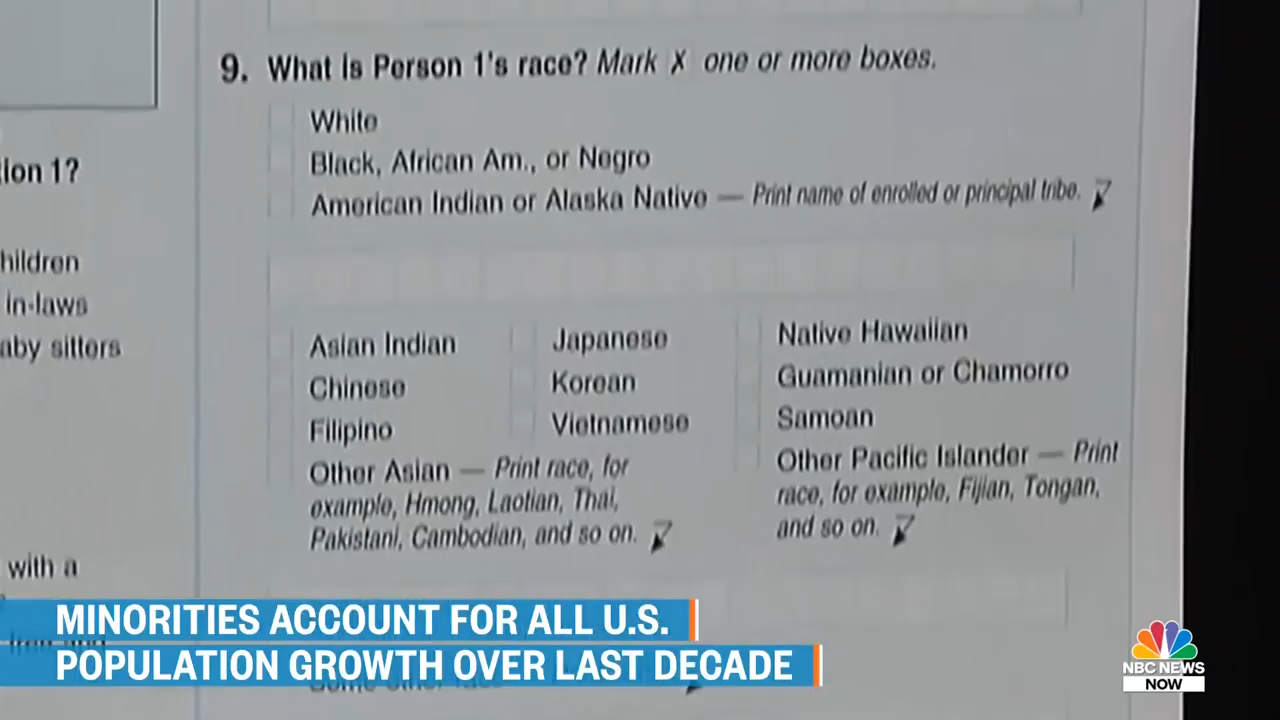 9. What is Person 1's race? Mark X one or more boxes.
White
Black, African Am., or Negro
American Indian or Alaska Native — Print name of enrolled or principal tribe.
tion 1?
hildren
in-laws
aby sitters
Asian Indian
Japanese
Native Hawaiian
Chinese
Korean
Guamanian or Chamorro
Filipino
Vietnamese
Samoan
Other Asian — Print race, for
example, Hmong, Laotian, Thai,
Pakistani, Cambodian, and so on.
Other Pacific Islander — Print
race, for example, Fijian, Tongan,
and so on.
with a
MINORITIES ACCOUNT FOR ALL U.S.
POPULATION GROWTH OVER LAST DECADE
NBC NEWS
NOW